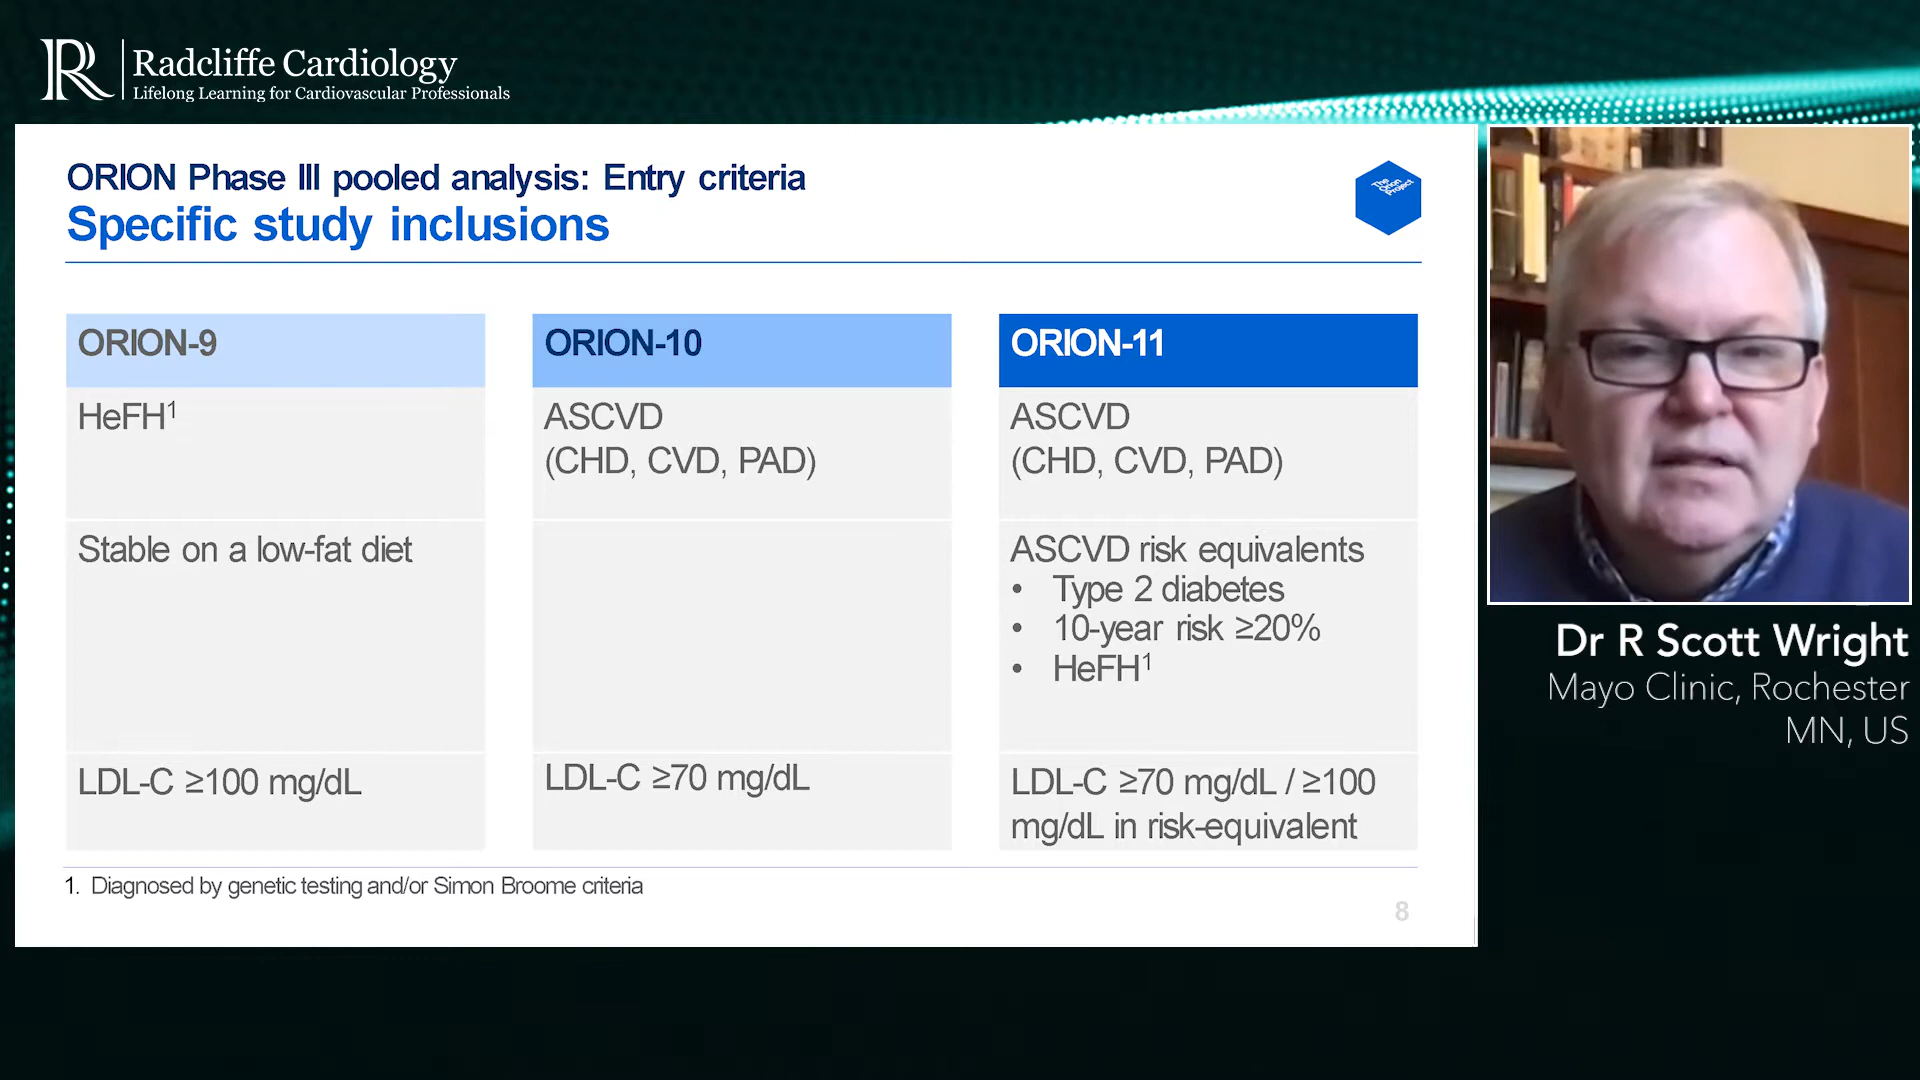 R
Radcliffe Cardiology
Lifelong Learning for Cardiovascular Professionals
ORION Phase III pooled analysis: Entry criteria
Specific study inclusions
The
Orion
Project
ORION-9
HeFH¹
Stable on a low-fat diet
LDL-C ≥100 mg/dL
ORION-10
ASCVD
(CHD, CVD, PAD)
LDL-C ≥70 mg/dL
ORION-11
ASCVD
(CHD, CVD, PAD)
ASCVD risk equivalents
• Type 2 diabetes
• 10-year risk ≥20%
• HeFH¹
LDL-C ≥70 mg/dL / ≥100
mg/dL in risk-equivalent
1. Diagnosed by genetic testing and/or Simon Broome criteria
8
Dr R Scott Wright
Mayo Clinic, Rochester
MN, US